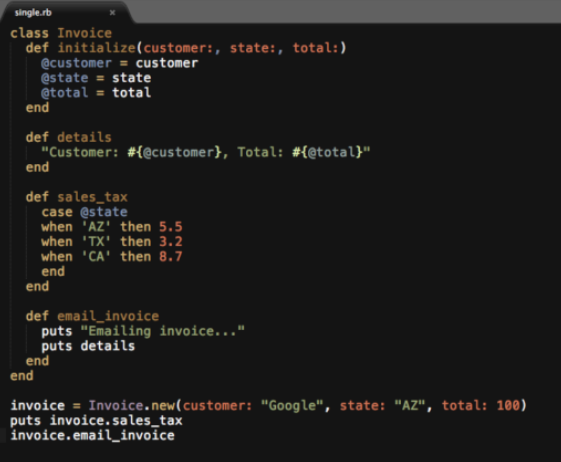 single.rb ×
class Invoice
  def initialize(customer:, state:, total:)
    @customer = customer
    @state = state
    @total = total
  end

  def details
    "Customer: #{@customer}, Total: #{@total}"
  end

  def sales_tax
    case @state
    when 'AZ' then 5.5
    when 'TX' then 3.2
    when 'CA' then 8.7
    end
  end

  def email_invoice
    puts "Emailing invoice..."
    puts details
  end
end

invoice = Invoice.new(customer: "Google", state: "AZ", total: 100)
puts invoice.sales_tax
invoice.email_invoice